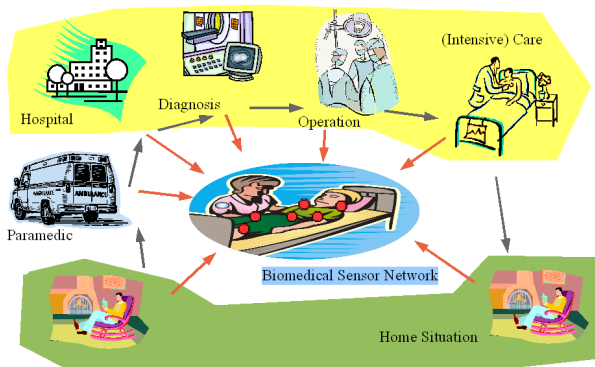 (Intensive) Care
Diagnosis
Hospital
Operation
AMBULANCE
Paramedic
Biomedical Sensor Network
Home Situation